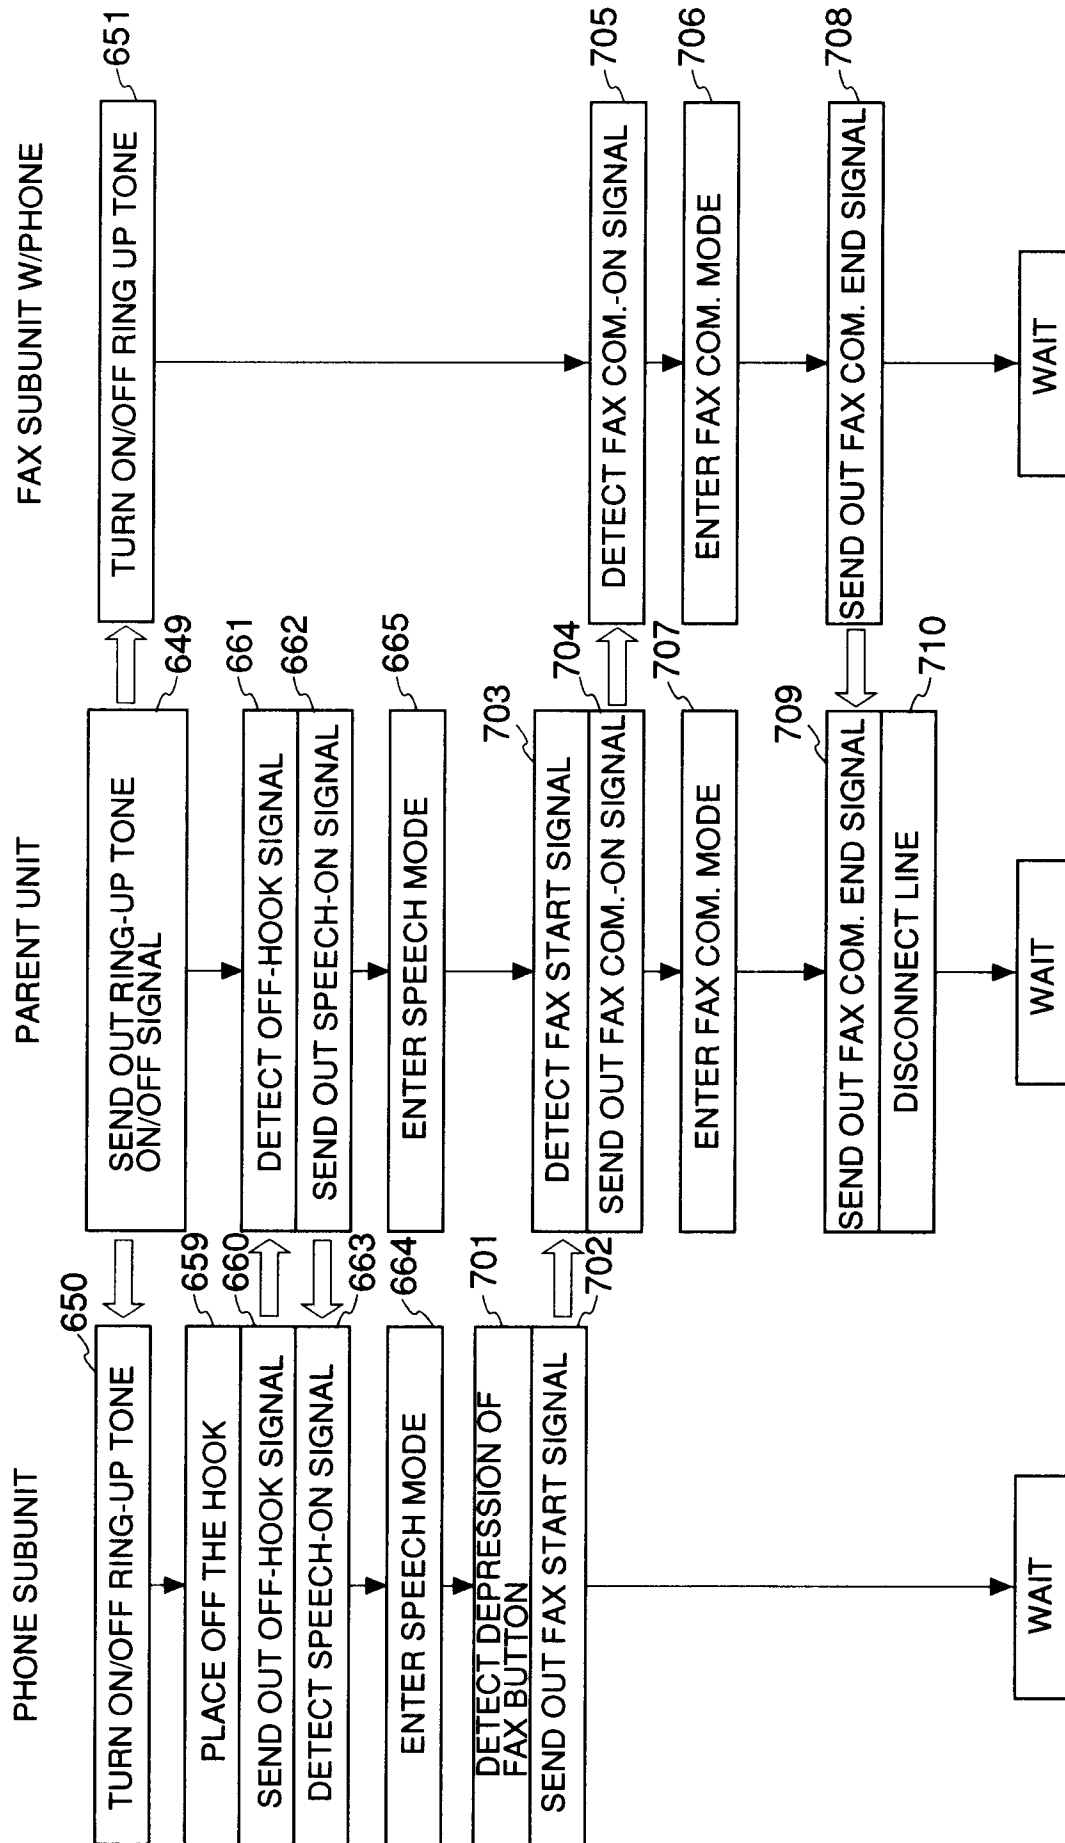 PHONE SUBUNIT
650
TURN ON/OFF RING-UP TONE
659
PLACE OFF THE HOOK
660
SEND OUT OFF-HOOK SIGNAL
663
DETECT SPEECH-ON SIGNAL
664
ENTER SPEECH MODE
701
DETECT DEPRESSION OF
FAX BUTTON
702
SEND OUT FAX START SIGNAL
WAIT
PARENT UNIT
649
SEND OUT RING-UP TONE
ON/OFF SIGNAL
661
DETECT OFF-HOOK SIGNAL
662
SEND OUT SPEECH-ON SIGNAL
665
ENTER SPEECH MODE
703
DETECT FAX START SIGNAL
704
SEND OUT FAX COM.-ON SIGNAL
707
ENTER FAX COM. MODE
709
SEND OUT FAX COM. END SIGNAL
710
DISCONNECT LINE
WAIT
FAX SUBUNIT W/PHONE
651
TURN ON/OFF RING UP TONE
705
DETECT FAX COM.-ON SIGNAL
706
ENTER FAX COM. MODE
708
SEND OUT FAX COM. END SIGNAL
WAIT